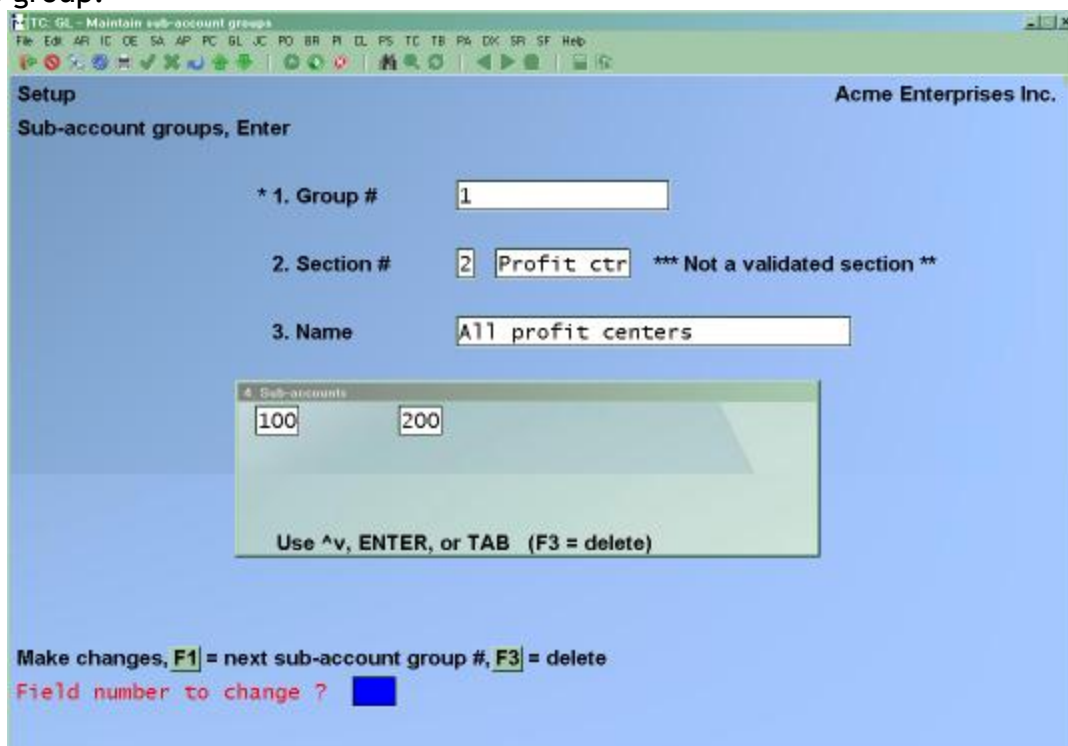 group.
TC: GL - Maintain sub-account groups
File Edit AR IC OE SA AP PC GL JC PO BR PI CL PS TC TB PA DX SR SF Help
Setup Acme Enterprises Inc.
Sub-account groups, Enter
* 1. Group # 1
2. Section # 2 Profit ctr *** Not a validated section **
3. Name All profit centers
4. Sub-accounts
100 200
Use ^v, ENTER, or TAB (F3 = delete)
Make changes, F1 = next sub-account group #, F3 = delete
Field number to change ?